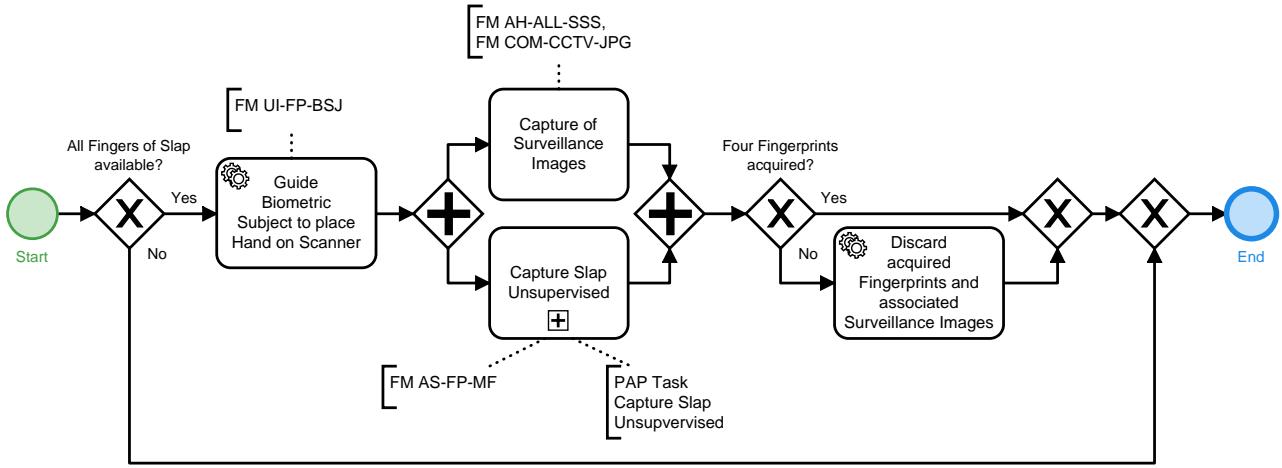 FM AH-ALL-SSS,
FM COM-CCTV-JPG
FM UI-FP-BSJ
All Fingers of Slap
available?
Yes
No
Start
Guide
Biometric
Subject to place
Hand on Scanner
Capture of
Surveillance
Images
Capture Slap
Unsupervised
FM AS-FP-MF
PAP Task
Capture Slap
Unsupvervised
Four Fingerprints
acquired?
Yes
No
Discard
acquired
Fingerprints and
associated
Surveillance Images
End